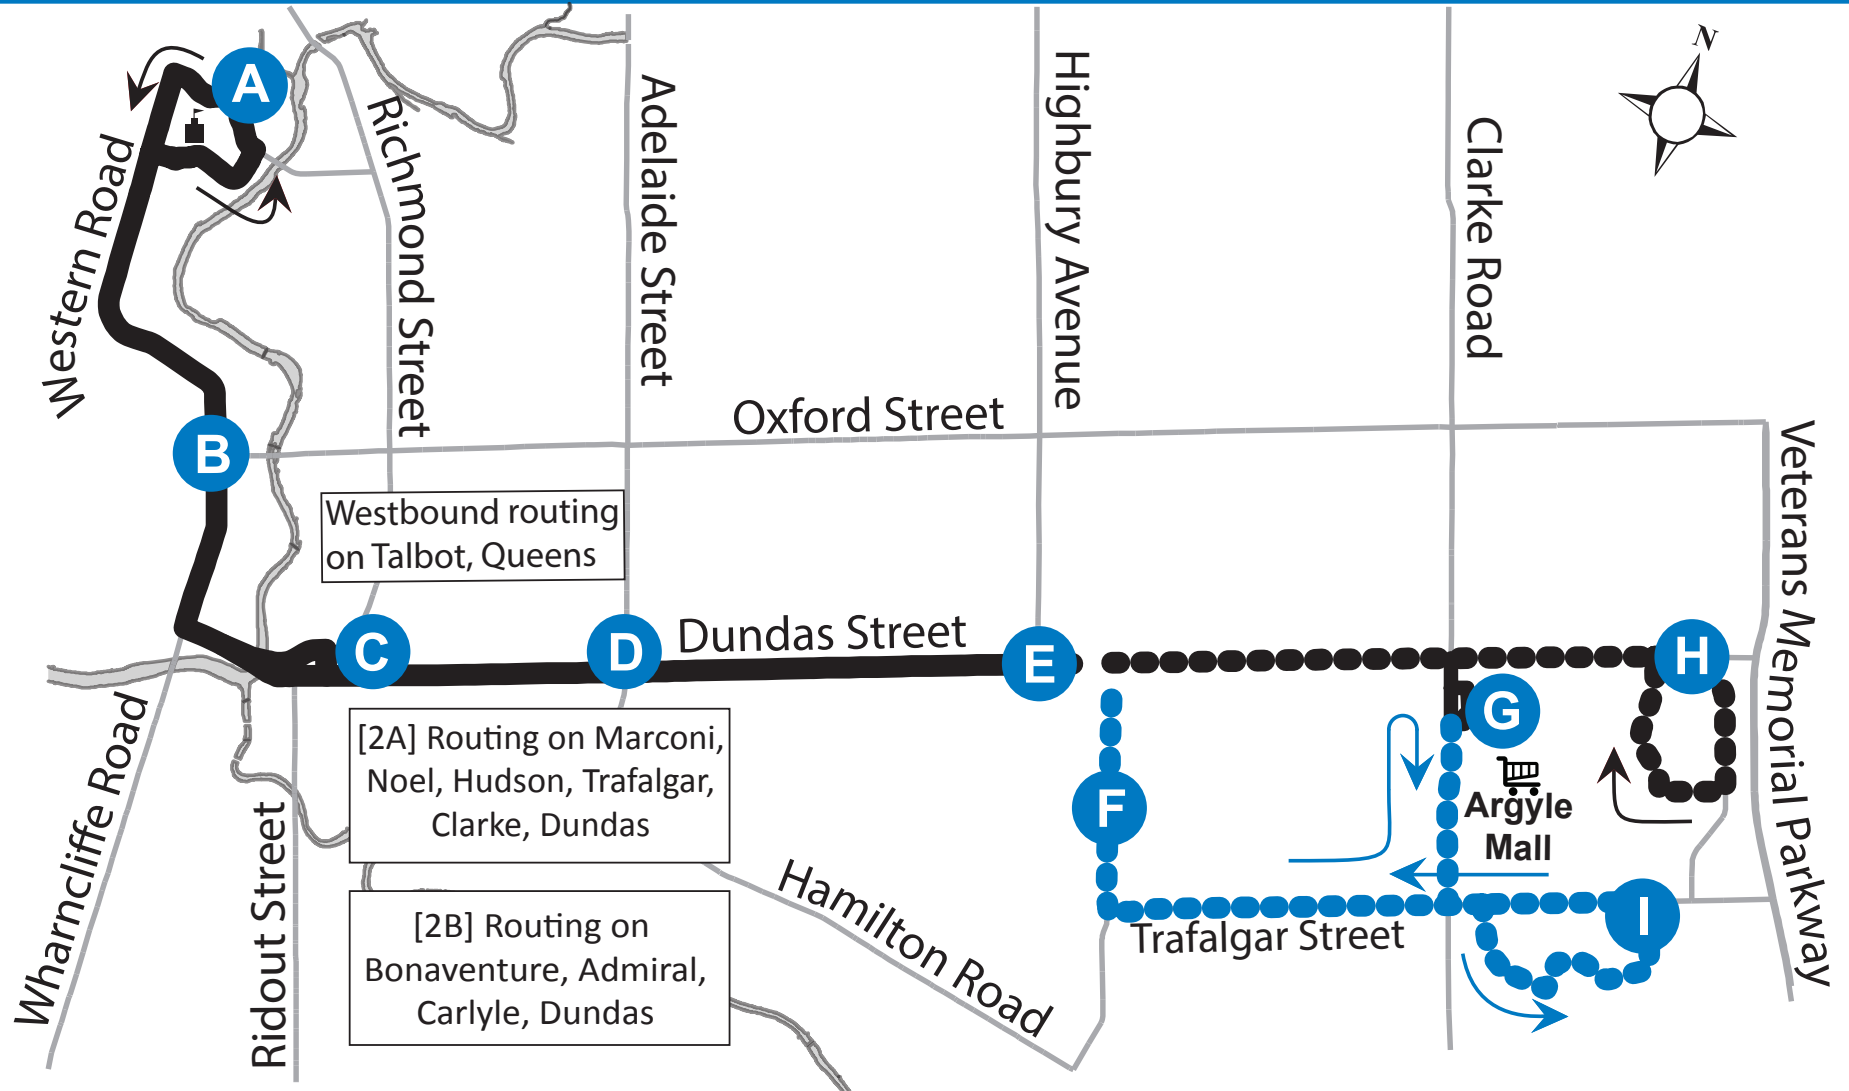 N
A
Western Road
Richmond Street
Adelaide Street
Highbury Avenue
Clarke Road
Oxford Street
B
Veterans Memorial Parkway
Westbound routing
on Talbot, Queens
C
D
Dundas Street
E
H
G
Wharncliffe Road
Ridout Street
[2A] Routing on Marconi,
Noel, Hudson, Trafalgar,
Clarke, Dundas
F
Argyle
Mall
[2B] Routing on
Bonaventure, Admiral,
Carlyle, Dundas
Hamilton Road
Trafalgar Street
I